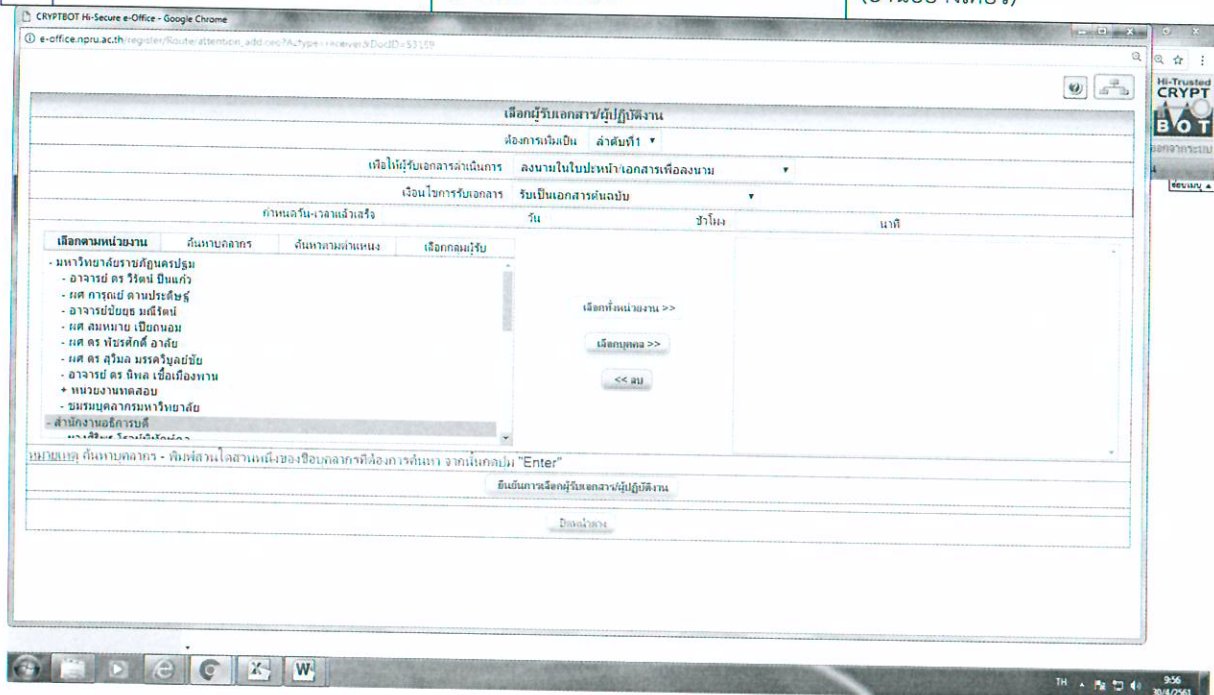 CRYPTBOT Hi-Secure e-Office - Google Chrome
e-office.npru.ac.th/register/Route/attention_add.ceo?AcType=receiver&DocID=53159
Hi-Trusted
CRYPT
BOT
เลือกผู้รับเอกสาร/ผู้ปฏิบัติงาน
ต้องการเพิ่มเป็น ลำดับที่1
เพื่อให้ผู้รับเอกสารดำเนินการ ลงนามในใบปะหน้า/เอกสารเพื่อลงนาม
เงื่อนไขการรับเอกสาร รับเป็นเอกสารต้นฉบับ
กำหนดวัน-เวลาแล้วเสร็จ วัน ชั่วโมง นาที
เลือกตามหน่วยงาน ค้นหาบุคลากร ค้นหาตามตำแหน่ง เลือกกลุ่มผู้รับ
- มหาวิทยาลัยราชภัฏนครปฐม
- อาจารย์ ดร วิรัตน์ ปิ่นแก้ว
- ผศ การุณย์ ด่านประดิษฐ์
- อาจารย์ชัยยุธ มณีรัตน์
- ผศ สมหมาย เปียถนอม
- ผศ ดร พัชรศักดิ์ อาลัย
- ผศ ดร สุวิมล มรรควิบูลย์ชัย
- อาจารย์ ดร นิพล เชื้อเมืองพาน
+ หน่วยงานทดสอบ
- ชมรมบุคลากรมหาวิทยาลัย
- สำนักงานอธิการบดี
เลือกทั้งหน่วยงาน >>
เลือกบุคคล >>
<< ลบ
หมายเหตุ ค้นหาบุคลากร - พิมพ์ส่วนใดส่วนหนึ่งของชื่อบุคลากรที่ต้องการค้นหา จากนั้นกดปุ่ม "Enter"
ยืนยันการเลือกผู้รับเอกสาร/ผู้ปฏิบัติงาน
ปิดหน้าต่าง
TH
9:56
30/4/2561